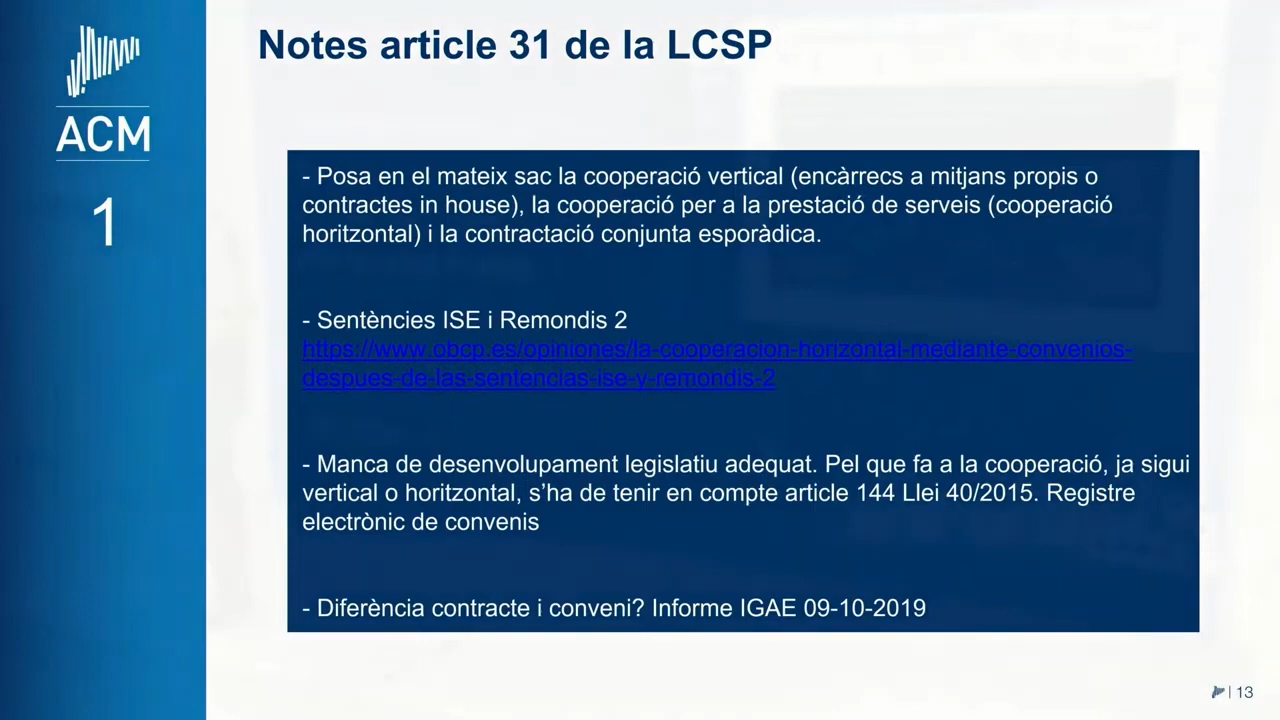 Notes article 31 de la LCSP
ACM
1
- Posa en el mateix sac la cooperació vertical (encàrrecs a mitjans propis o
contractes in house), la cooperació per a la prestació de serveis (cooperació
horitzontal) i la contractació conjunta esporàdica.
- Sentències ISE i Remondis 2
https://www.obcp.es/opiniones/la-cooperacion-horizontal-mediante-convenios-
despues-de-las-sentencias-ise-y-remondis-2
- Manca de desenvolupament legislatiu adequat. Pel que fa a la cooperació, ja sigui
vertical o horitzontal, s’ha de tenir en compte article 144 Llei 40/2015. Registre
electrònic de convenis
- Diferència contracte i conveni? Informe IGAE 09-10-2019
| 13